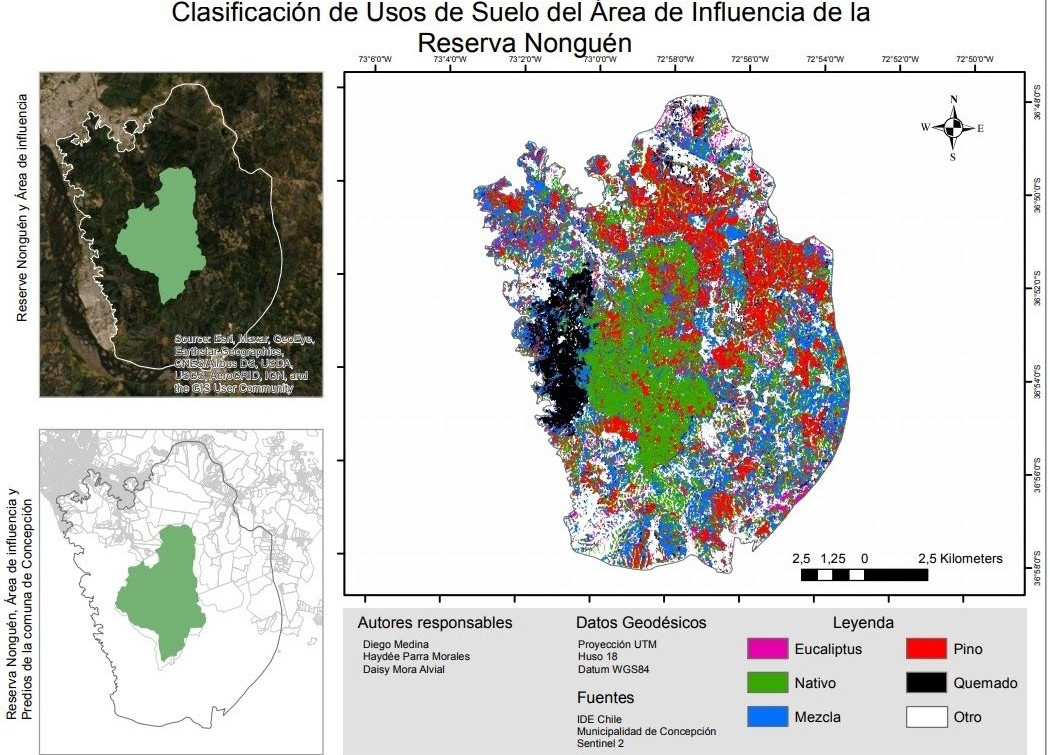 Clasificación de Usos de Suelo del Área de Influencia de la
Reserva Nonguén
Reserve Nonguén y Área de influencia
Source: Esri, Maxar, GeoEye,
Earthstar Geographics,
CNES/Airbus DS, USDA,
USGS, AeroGRID, IGN, and
the GIS User Community
Reserva Nonguén, Área de influencia y
Predios de la comuna de Concepción
73°6'0"W 73°4'0"W 73°2'0"W 73°0'0"W 72°58'0"W 72°56'0"W 72°54'0"W 72°52'0"W 72°50'0"W
N
W E
S
36°48'0"S
36°50'0"S
36°52'0"S
36°54'0"S
36°56'0"S
36°58'0"S
2,5 1,25 0 2,5 Kilometers
Autores responsables
Diego Medina
Haydée Parra Morales
Daisy Mora Alvial
Datos Geodésicos
Proyección UTM
Huso 18
Datum WGS84
Fuentes
IDE Chile
Municipalidad de Concepción
Sentinel 2
Leyenda
Eucaliptus
Pino
Nativo
Quemado
Mezcla
Otro